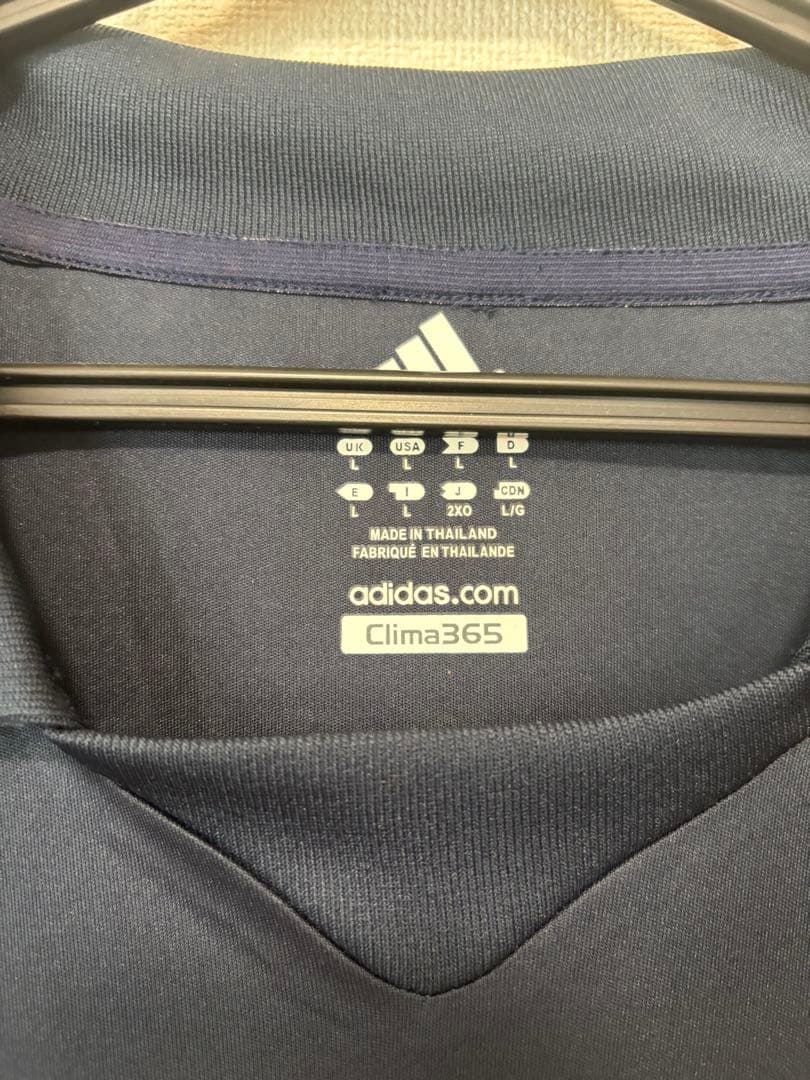 UK USA F D
L L L L
E I J CDN
L L 2XO L/G
MADE IN THAILAND
FABRIQUÉ EN THAILANDE
adidas.com
Clima365